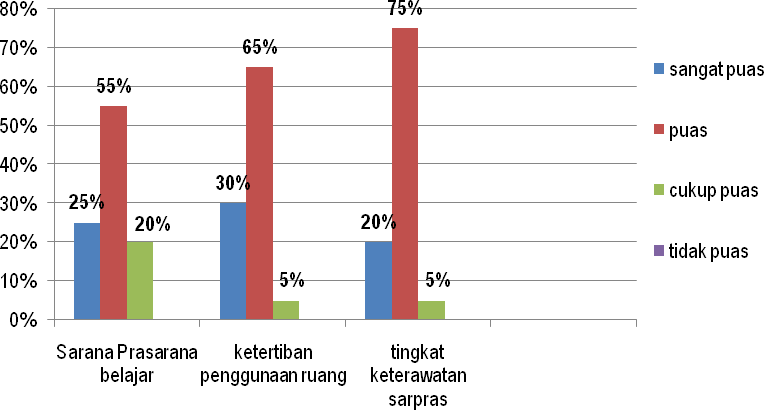 80%
70%
60%
50%
40%
30%
20%
10%
0%
25%
55%
20%
30%
65%
5%
20%
75%
5%
Sarana Prasarana
belajar
ketertiban
penggunaan ruang
tingkat
keterawatan
sarpras
sangat puas
puas
cukup puas
tidak puas